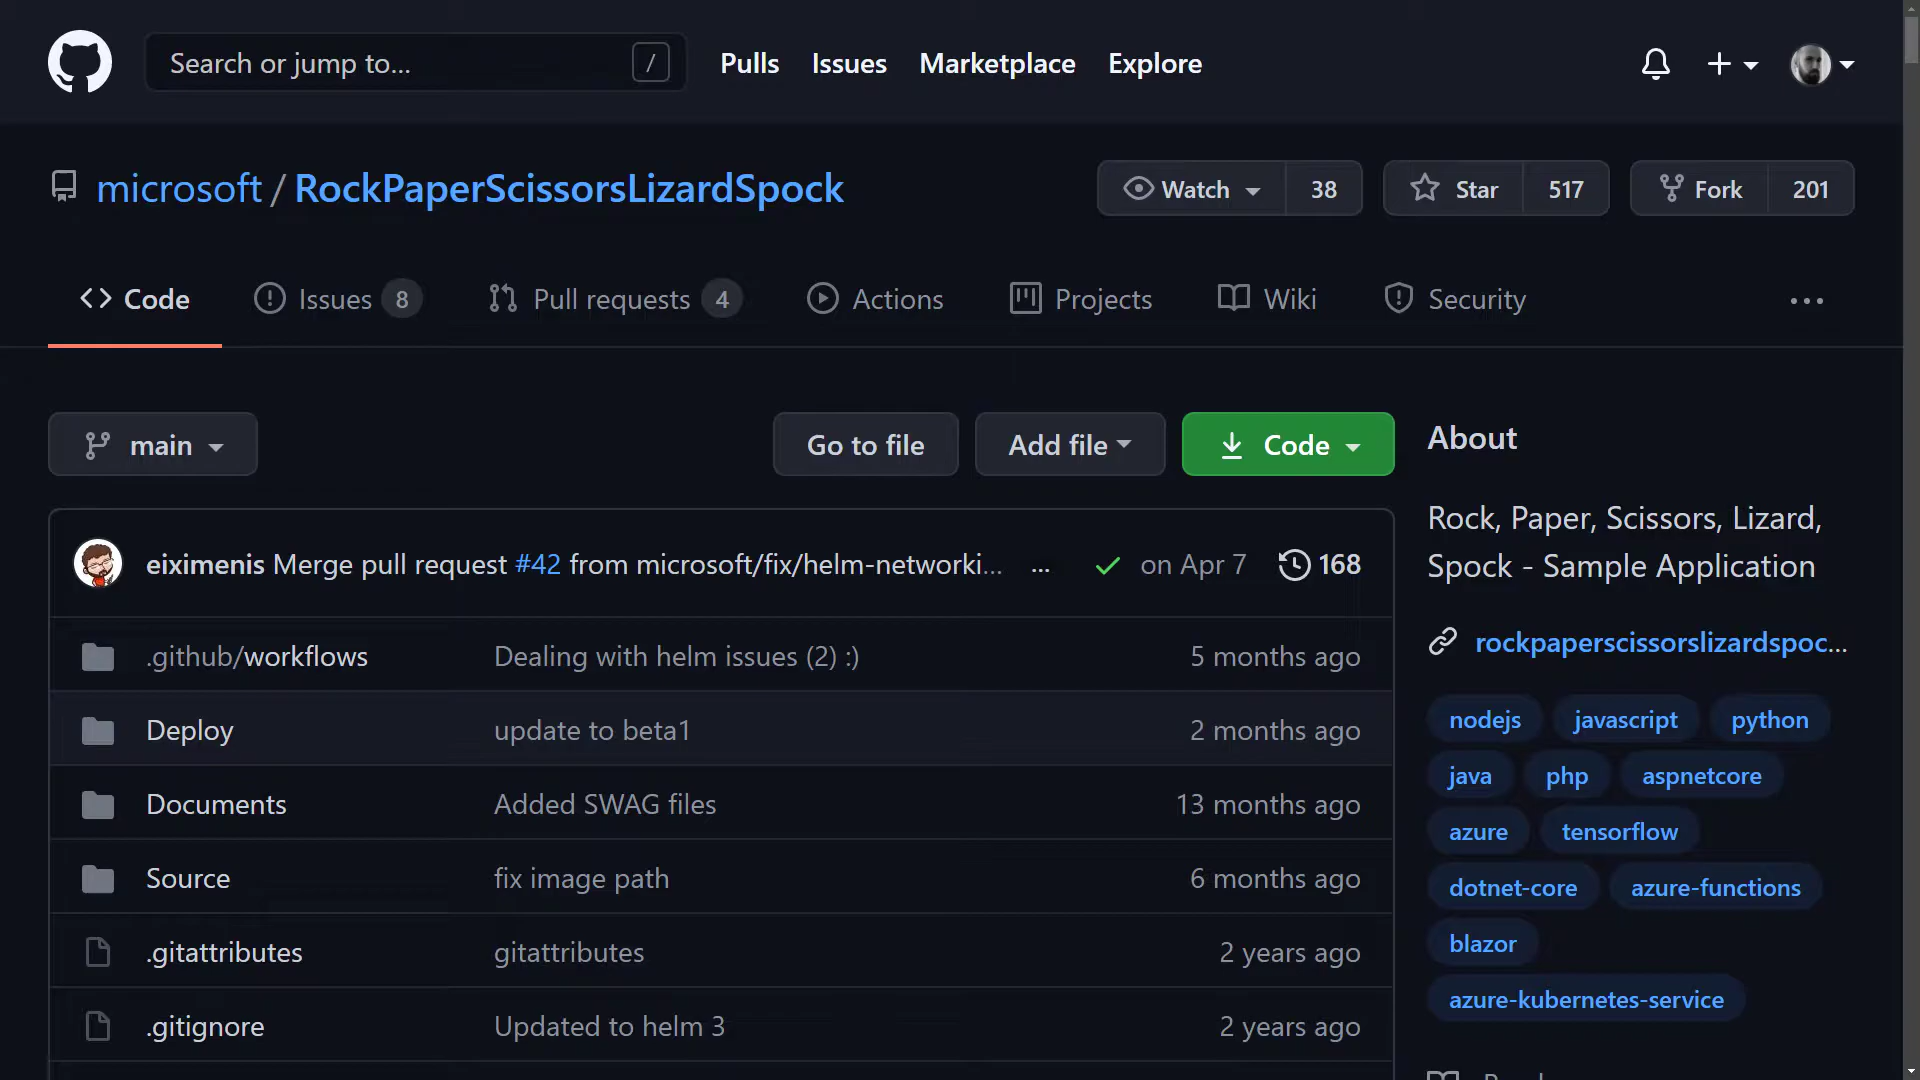 Search or jump to...
/
Pulls
Issues
Marketplace
Explore
microsoft / RockPaperScissorsLizardSpock
Watch
38
Star
517
Fork
201
Code
Issues 8
Pull requests 4
Actions
Projects
Wiki
Security
main
Go to file
Add file
Code
eiximenis Merge pull request #42 from microsoft/fix/helm-networki... ... on Apr 7 168
.github/workflows Dealing with helm issues (2) :) 5 months ago
Deploy update to beta1 2 months ago
Documents Added SWAG files 13 months ago
Source fix image path 6 months ago
.gitattributes gitattributes 2 years ago
.gitignore Updated to helm 3 2 years ago
About
Rock, Paper, Scissors, Lizard,
Spock - Sample Application
rockpaperscissorslizardspoc...
nodejs javascript python
java php aspnetcore
azure tensorflow
dotnet-core azure-functions
blazor
azure-kubernetes-service